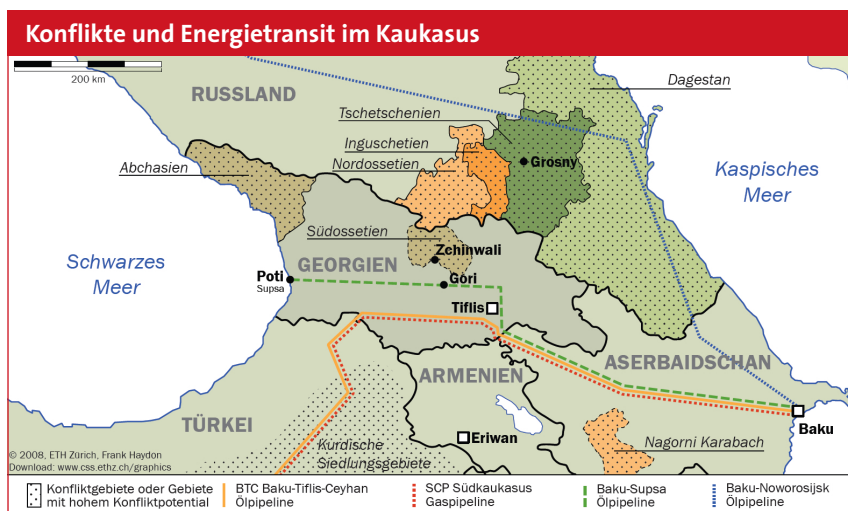 Konflikte und Energietransit im Kaukasus
200 km
RUSSLAND
Dagestan
Tschetschenien
Inguschetien
Nordossetien
Abchasien
Grosny
Kaspisches
Meer
Südossetien
Zchinwali
Schwarzes
Meer
GEORGIEN
Poti
Supsa
Gori
Tiflis
ASERBAIDSCHAN
ARMENIEN
TÜRKEI
Baku
Eriwan
Nagorni Karabach
Kurdische
Siedlungsgebiete
© 2008, ETH Zürich, Frank Haydon
Download: www.css.ethz.ch/graphics
Konfliktgebiete oder Gebiete
mit hohem Konfliktpotential
BTC Baku-Tiflis-Ceyhan
Ölpipeline
SCP Südkaukasus
Gaspipeline
Baku-Supsa
Ölpipeline
Baku-Noworosijsk
Ölpipeline